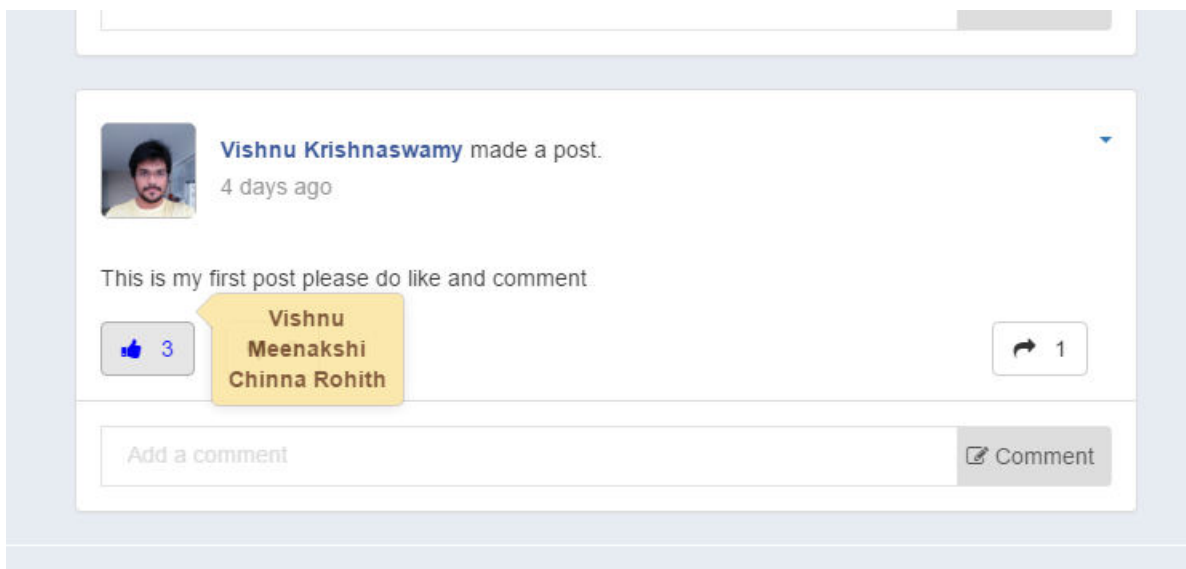 Vishnu Krishnaswamy made a post.
4 days ago
This is my first post please do like and comment
Vishnu
3
Meenakshi
1
Chinna Rohith
Add a comment
Comment